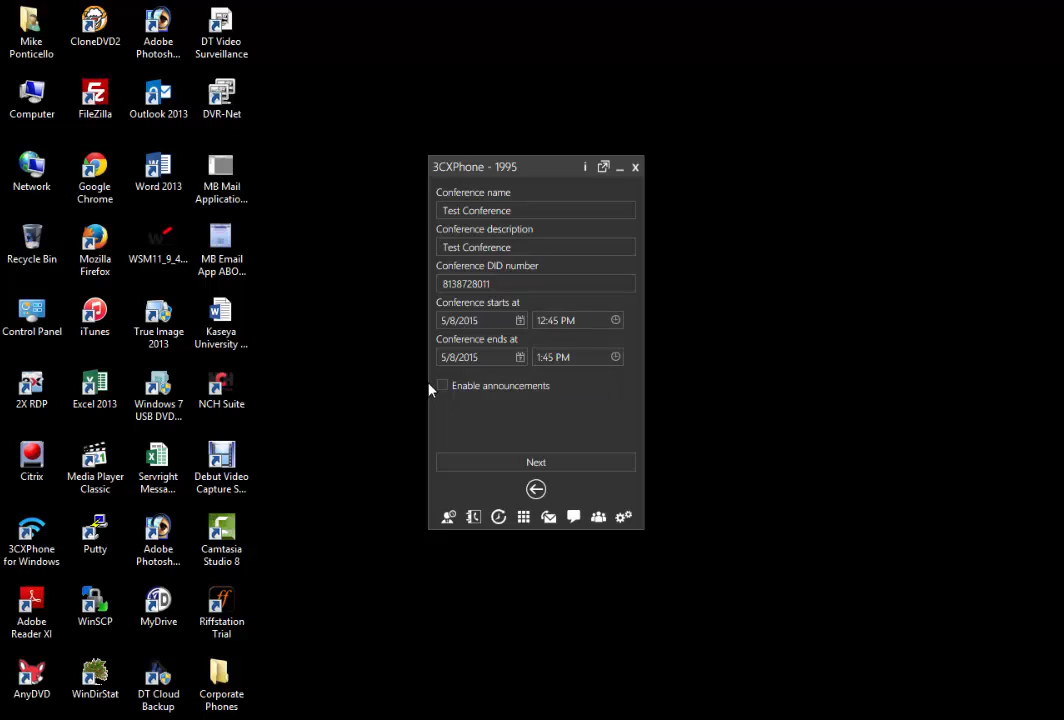 Mike
Ponticello
CloneDVD2
Adobe
Photosh...
DT Video
Surveillance
Computer
FileZilla
Outlook 2013
DVR-Net
Network
Google
Chrome
Word 2013
MB Mail
Applicatio...
Recycle Bin
Mozilla
Firefox
WSM11_9_4...
MB Email
App ABO...
Control Panel
iTunes
True Image
2013
Kaseya
University ...
2X RDP
Excel 2013
Windows 7
USB DVD...
NCH Suite
Citrix
Media Player
Classic
Servright
Messa...
Debut Video
Capture S...
3CXPhone
for Windows
Putty
Adobe
Photosh...
Camtasia
Studio 8
Adobe
Reader XI
WinSCP
MyDrive
Riffstation
Trial
AnyDVD
WinDirStat
DT Cloud
Backup
Corporate
Phones
3CXPhone - 1995
Conference name
Test Conference
Conference description
Test Conference
Conference DID number
8138728011
Conference starts at
5/8/2015 12:45 PM
Conference ends at
5/8/2015 1:45 PM
Enable announcements
Next